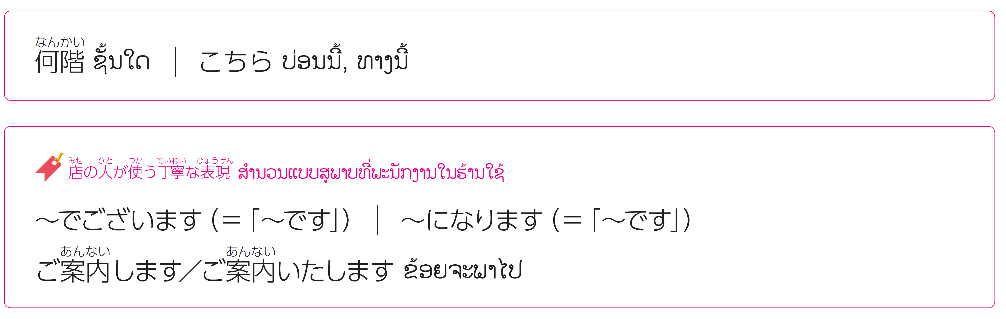 なんかい
何階 ຊັ້ນໃດ | こちら ບ່ອນນີ້, ທາງນີ້
みせ ひと つか ていねい ひょうげん
店の人が使う丁寧な表現 ສຳນວນແບບສຸພາບທີ່ພະນັກງານໃນຮ້ານໃຊ້
～でございます (=「～です」) | ～になります (=「～です」)
あんない あんない
ご案内します／ご案内いたします ຂ້ອຍຈະພາໄປ